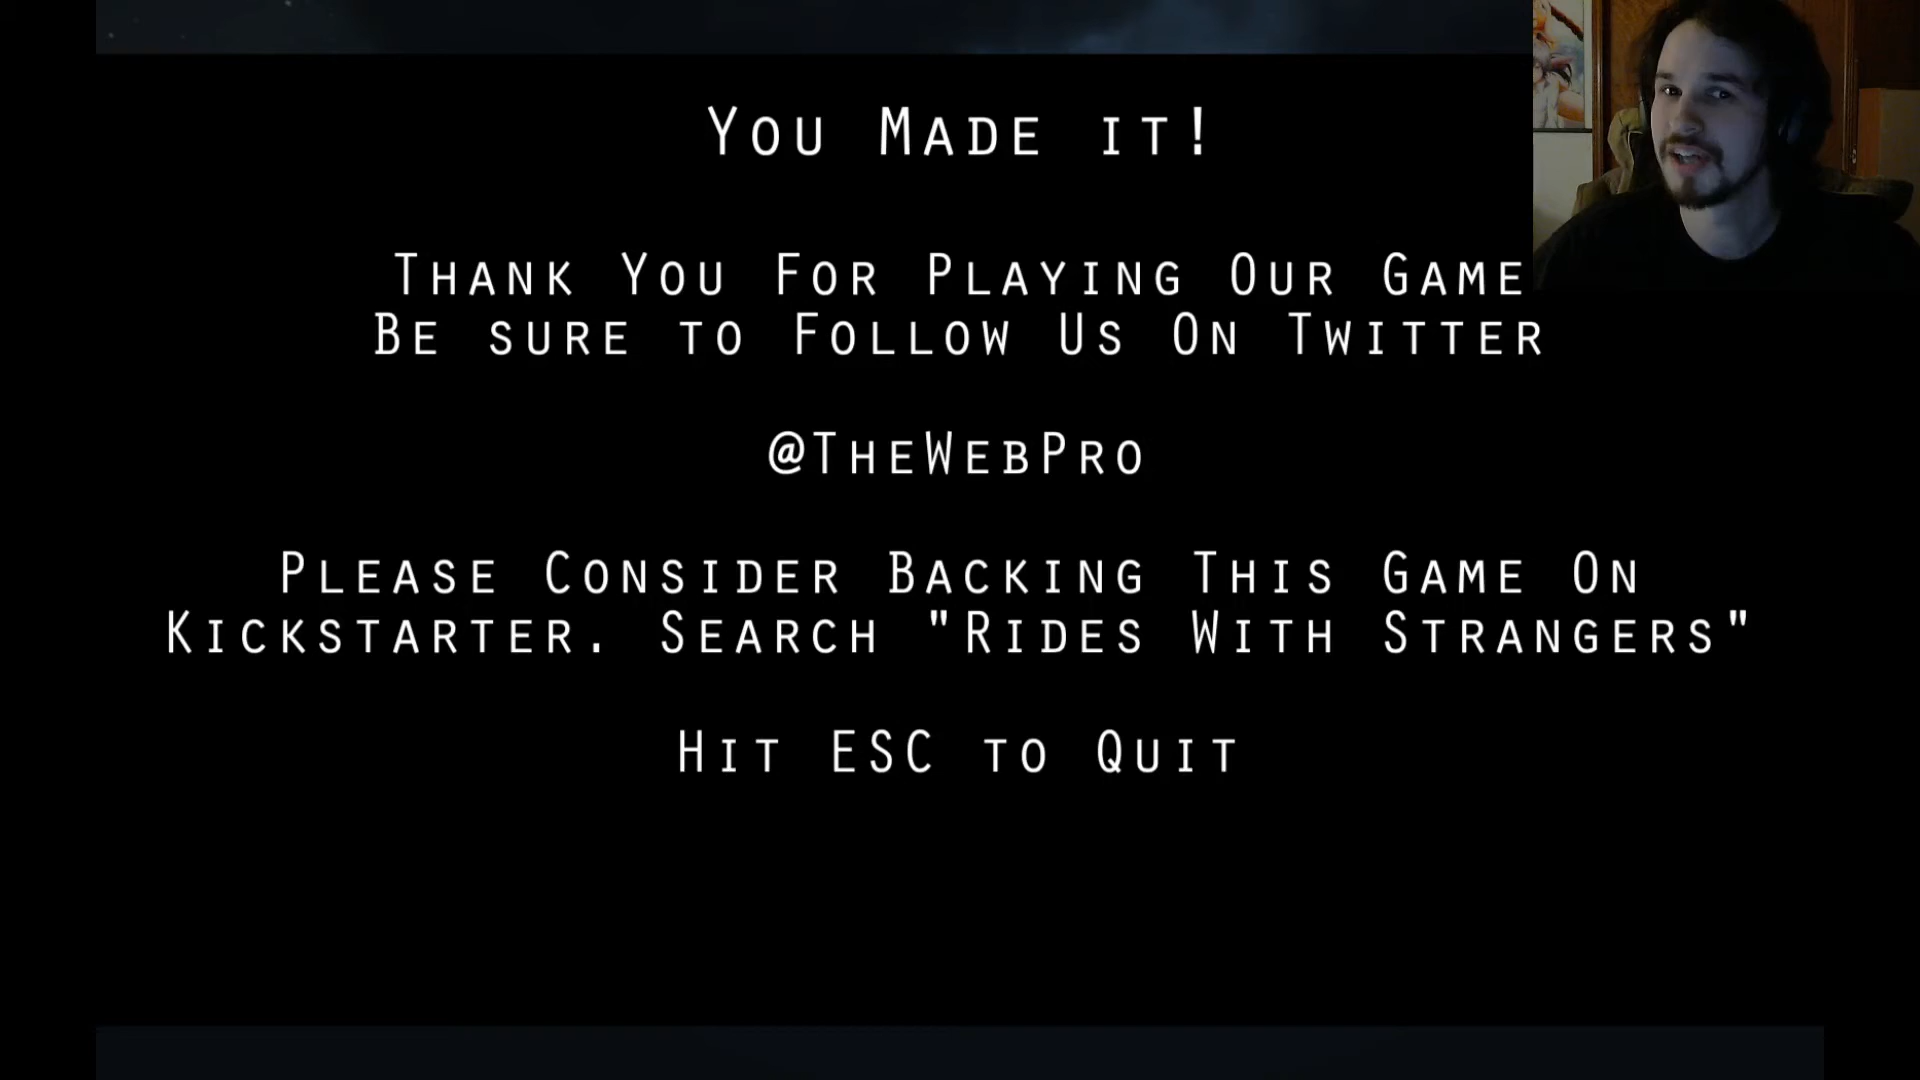 You Made it!
Thank You For Playing Our Game
Be sure to Follow Us On Twitter
@TheWebPro
Please Consider Backing This Game On
Kickstarter. Search "Rides With Strangers"
Hit ESC to Quit